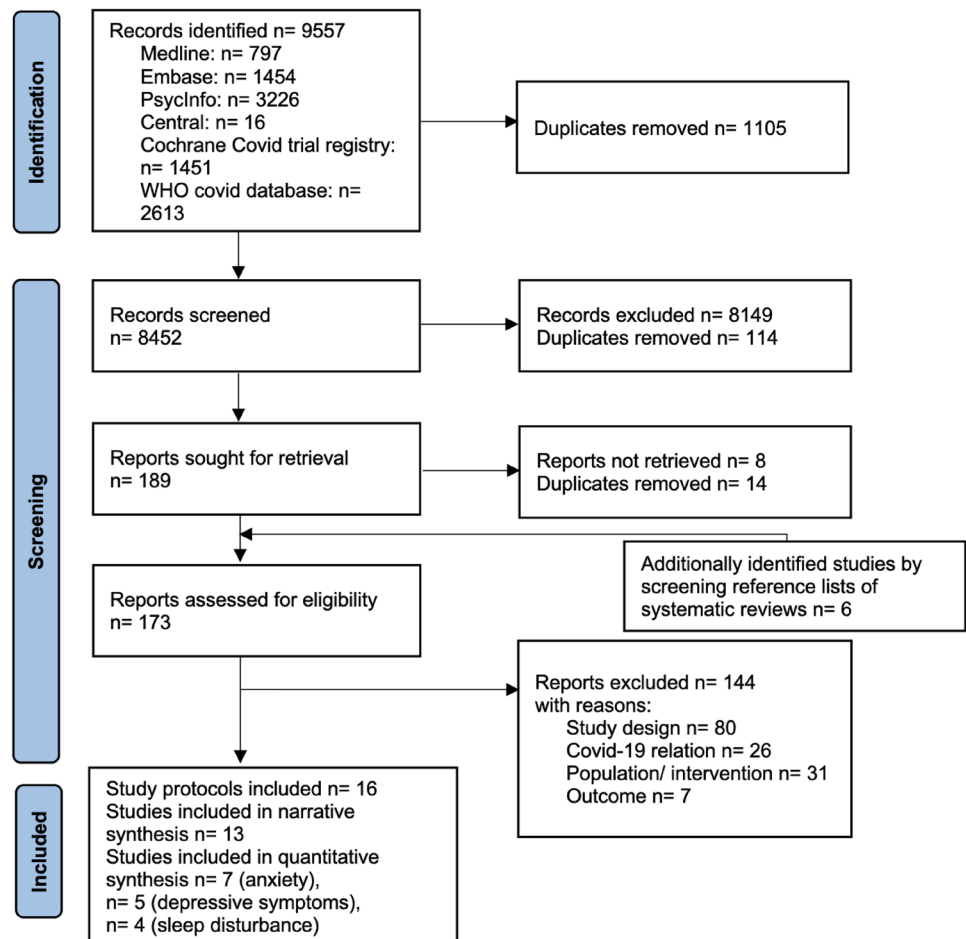 Identification
Records identified n= 9557
Medline: n= 797
Embase: n= 1454
PsycInfo: n= 3226
Central: n= 16
Cochrane Covid trial registry:
n= 1451
WHO covid database: n=
2613
Duplicates removed n= 1105
Screening
Records screened
n= 8452
Records excluded n= 8149
Duplicates removed n= 114
Reports sought for retrieval
n= 189
Reports not retrieved n= 8
Duplicates removed n= 14
Additionally identified studies by
screening reference lists of
systematic reviews n= 6
Reports assessed for eligibility
n= 173
Reports excluded n= 144
with reasons:
Study design n= 80
Covid-19 relation n= 26
Population/ intervention n= 31
Outcome n= 7
Included
Study protocols included n= 16
Studies included in narrative
synthesis n= 13
Studies included in quantitative
synthesis n= 7 (anxiety),
n= 5 (depressive symptoms),
n= 4 (sleep disturbance)